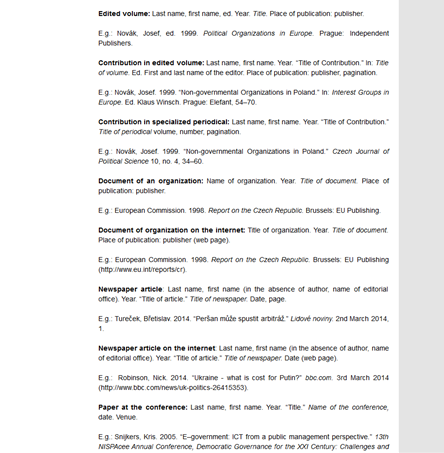 Edited volume: Last name, first name, ed. Year. Title. Place of publication: publisher.
E.g.: Novák, Josef, ed. 1999. Political Organizations in Europe. Prague: Independent
Publishers.
Contribution in edited volume: Last name, first name. Year. “Title of Contribution.” In: Title
of volume. Ed. First and last name of the editor. Place of publication: publisher, pagination.
E.g.: Novák, Josef. 1999. “Non-governmental Organizations in Poland.” In: Interest Groups in
Europe. Ed. Klaus Winsch. Prague: Elefant, 54–70.
Contribution in specialized periodical: Last name, first name. Year. “Title of Contribution.”
Title of periodical volume, number, pagination.
E.g.: Novák, Josef. 1999. “Non-governmental Organizations in Poland.” Czech Journal of
Political Science 10, no. 4, 34–60.
Document of an organization: Name of organization. Year. Title of document. Place of
publication: publisher.
E.g.: European Commission. 1998. Report on the Czech Republic. Brussels: EU Publishing.
Document of organization on the internet: Title of organization. Year. Title of document.
Place of publication: publisher (web page).
E.g.: European Commission. 1998. Report on the Czech Republic. Brussels: EU Publishing
(http://www.eu.int/reports/cr).
Newspaper article: Last name, first name (in the absence of author, name of editorial
office). Year. “Title of article.” Title of newspaper. Date, page.
E.g.: Tureček, Břetislav. 2014. “Peršan může spustit arbitráž.” Lidové noviny. 2nd March 2014,
1.
Newspaper article on the internet: Last name, first name (in the absence of author, name
of editorial office). Year. “Title of article.” Title of newspaper. Date (web page).
E.g.: Robinson, Nick. 2014. “Ukraine - what is cost for Putin?” bbc.com. 3rd March 2014
(http://www.bbc.com/news/uk-politics-26415353).
Paper at the conference: Last name, first name. Year. “Title.” Name of the conference,
date. Venue.
E.g.: Snijkers, Kris. 2005. “E–government: ICT from a public management perspective.” 13th
NISPAcee Annual Conference, Democratic Governance for the XXI Century: Challenges and